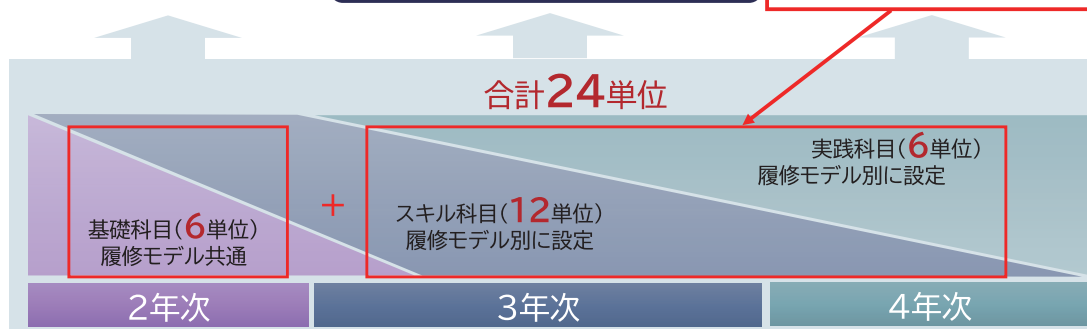 合計24単位
実践科目(6単位)
履修モデル別に設定
+
スキル科目(12単位)
履修モデル別に設定
基礎科目(6単位)
履修モデル共通
2年次
3年次
4年次